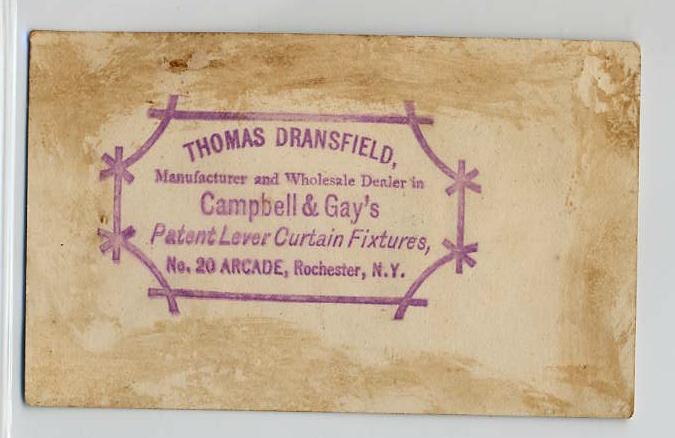 THOMAS DRANSFIELD,
Manufacturer and Wholesale Dealer in
Campbell & Gay's
Patent Lever Curtain Fixtures,
No. 20 ARCADE, Rochester, N.Y.